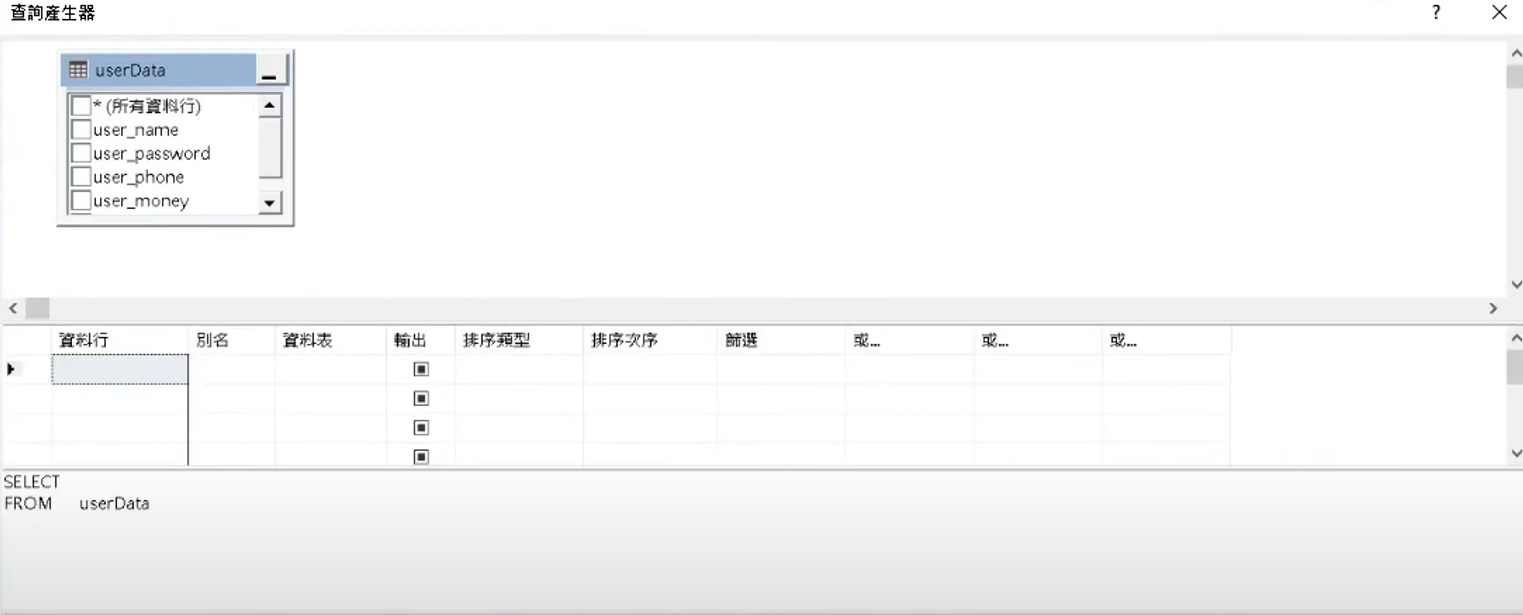 查詢產生器
?
userData
* (所有資料行)
user_name
user_password
user_phone
user_money
資料行 別名 資料表 輸出 排序類型 排序次序 篩選 或... 或... 或...
SELECT
FROM userData